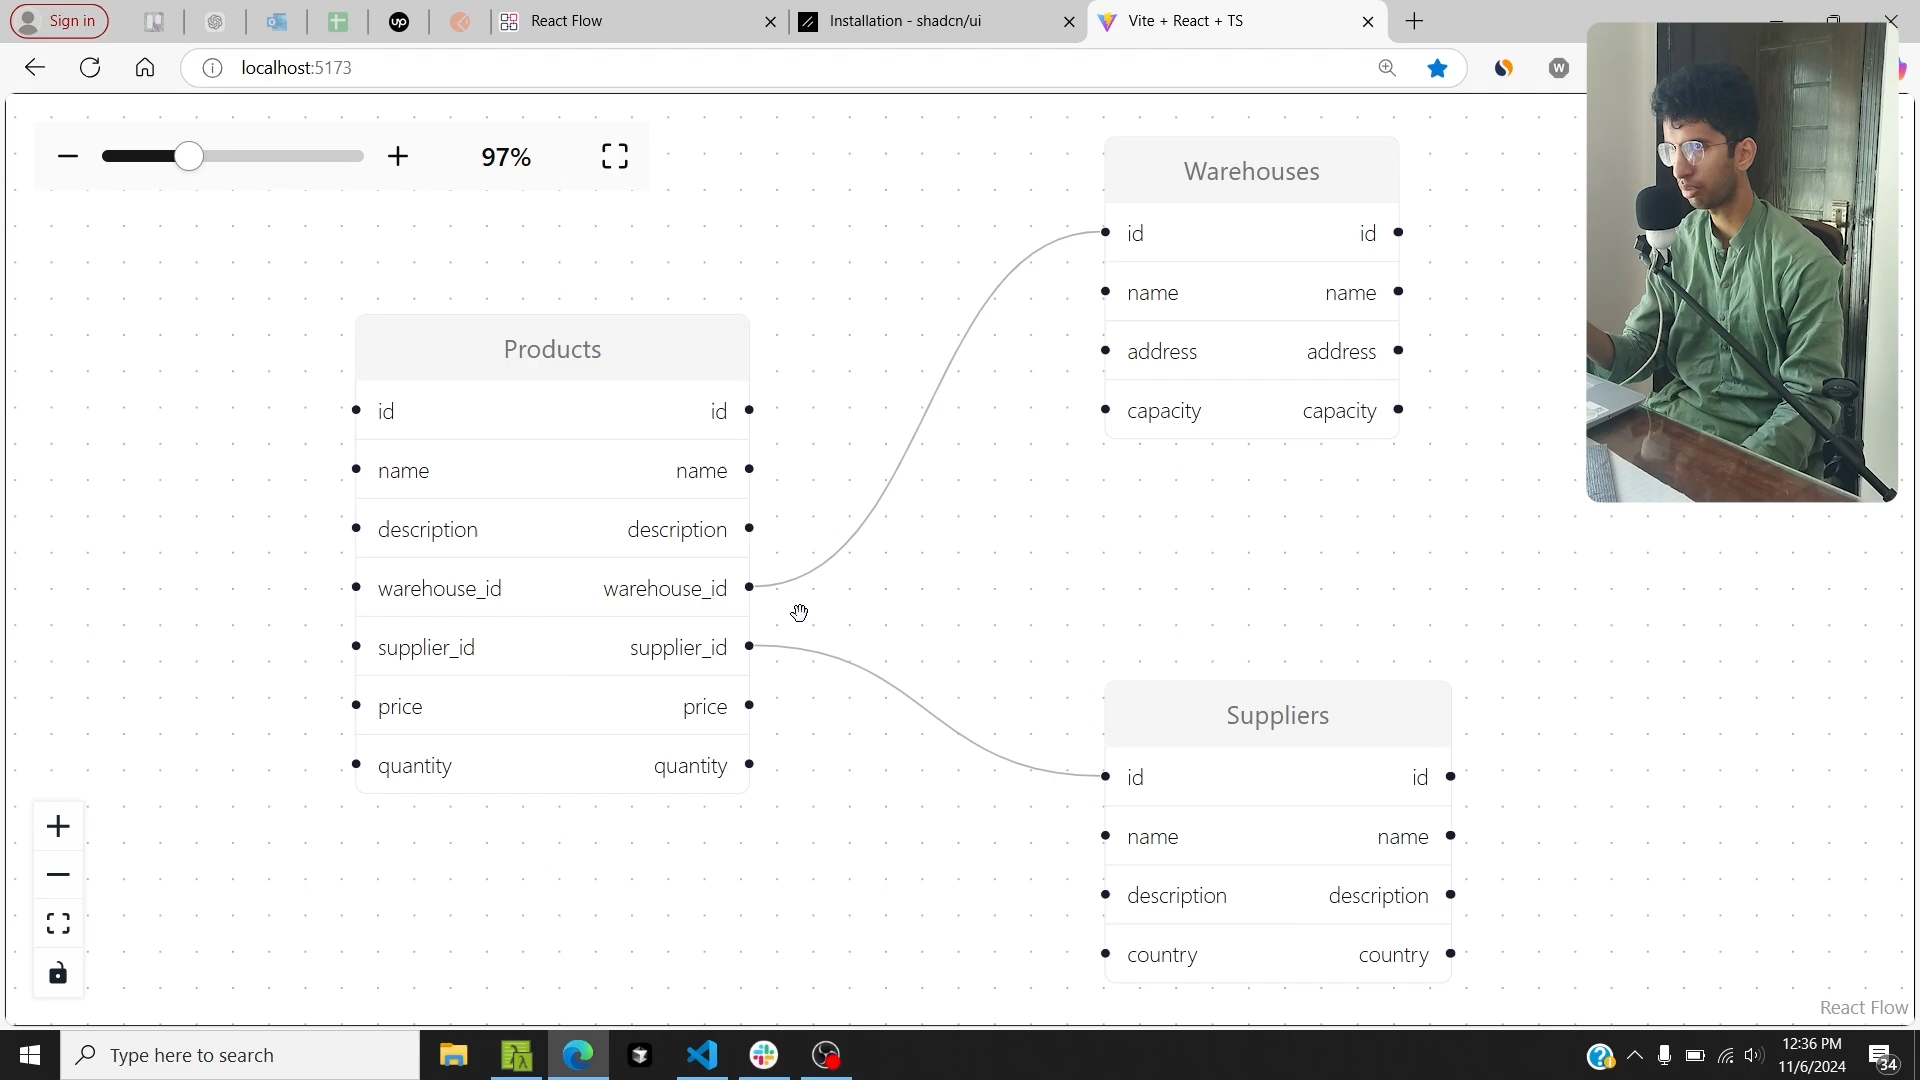 Sign in
up
React Flow
Installation - shadcn/ui
Vite + React + TS
localhost:5173
W
97%
Warehouses
id id
name name
address address
capacity capacity
Products
id id
name name
description description
warehouse_id warehouse_id
supplier_id supplier_id
price price
quantity quantity
Suppliers
id id
name name
description description
country country
React Flow
Type here to search
12:36 PM
11/6/2024
34